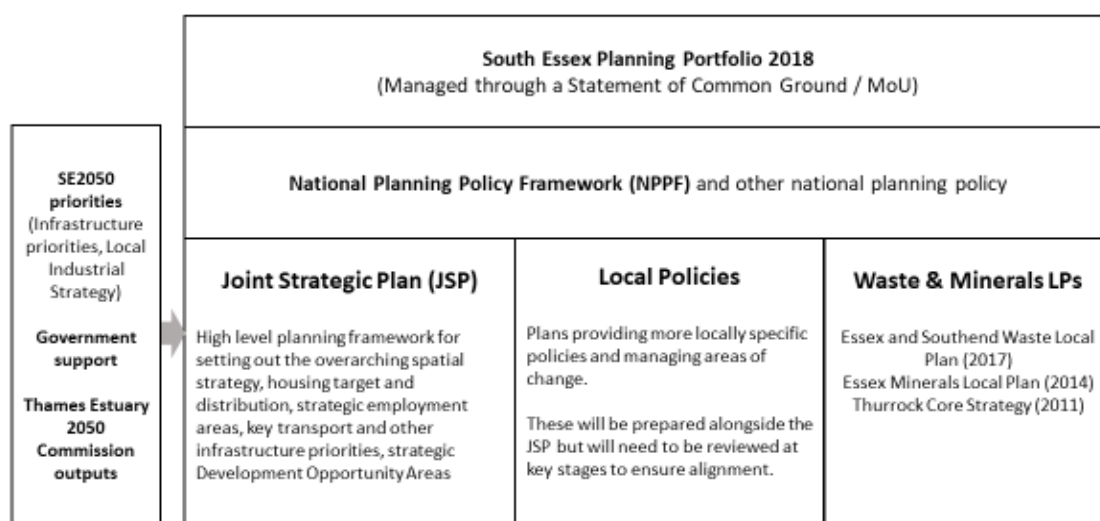 South Essex Planning Portfolio 2018
(Managed through a Statement of Common Ground / MoU)
National Planning Policy Framework (NPPF) and other national planning policy
SE2050
priorities
(Infrastructure
priorities, Local
Industrial
Strategy)
Government
support
Thames Estuary
2050
Commission
outputs
Joint Strategic Plan (JSP)
High level planning framework for
setting out the overarching spatial
strategy, housing target and
distribution, strategic employment
areas, key transport and other
infrastructure priorities, strategic
Development Opportunity Areas
Local Policies
Plans providing more locally specific
policies and managing areas of
change.
These will be prepared alongside the
JSP but will need to be reviewed at
key stages to ensure alignment.
Waste & Minerals LPs
Essex and Southend Waste Local
Plan (2017)
Essex Minerals Local Plan (2014)
Thurrock Core Strategy (2011)